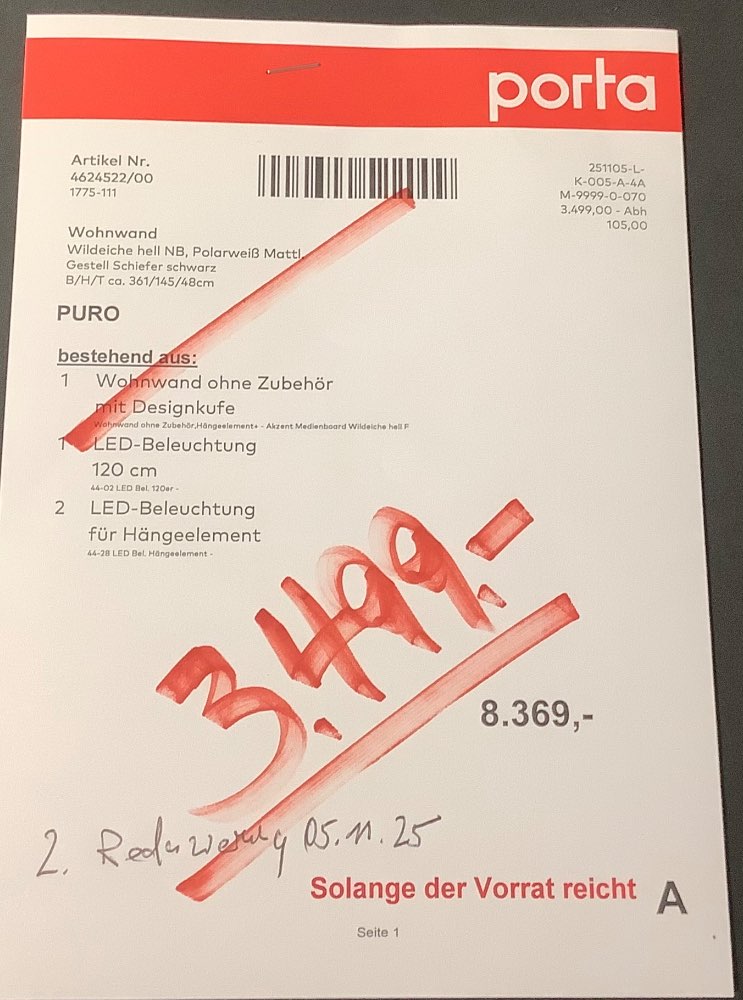 porta
Artikel Nr.
4624522/00
1775-111
251105-L-
K-005-A-4A
M-9999-0-070
3.499,00 - Abh
105,00
Wohnwand
Wildeiche hell NB, Polarweiß Mattl.
Gestell Schiefer schwarz
B/H/T ca. 361/145/48cm
PURO
bestehend aus:
1 Wohnwand ohne Zubehör
mit Designkufe
Wohnwand ohne Zubehör,Hängeelement+ - Akzent Medienboard Wildeiche hell F
1 LED-Beleuchtung
120 cm
44-02 LED Bel. 120er -
2 LED-Beleuchtung
für Hängeelement
44-28 LED Bel. Hängeelement -
3.499.-
8.369,-
2. Reduzierung 05.11.25
Solange der Vorrat reicht A
Seite 1